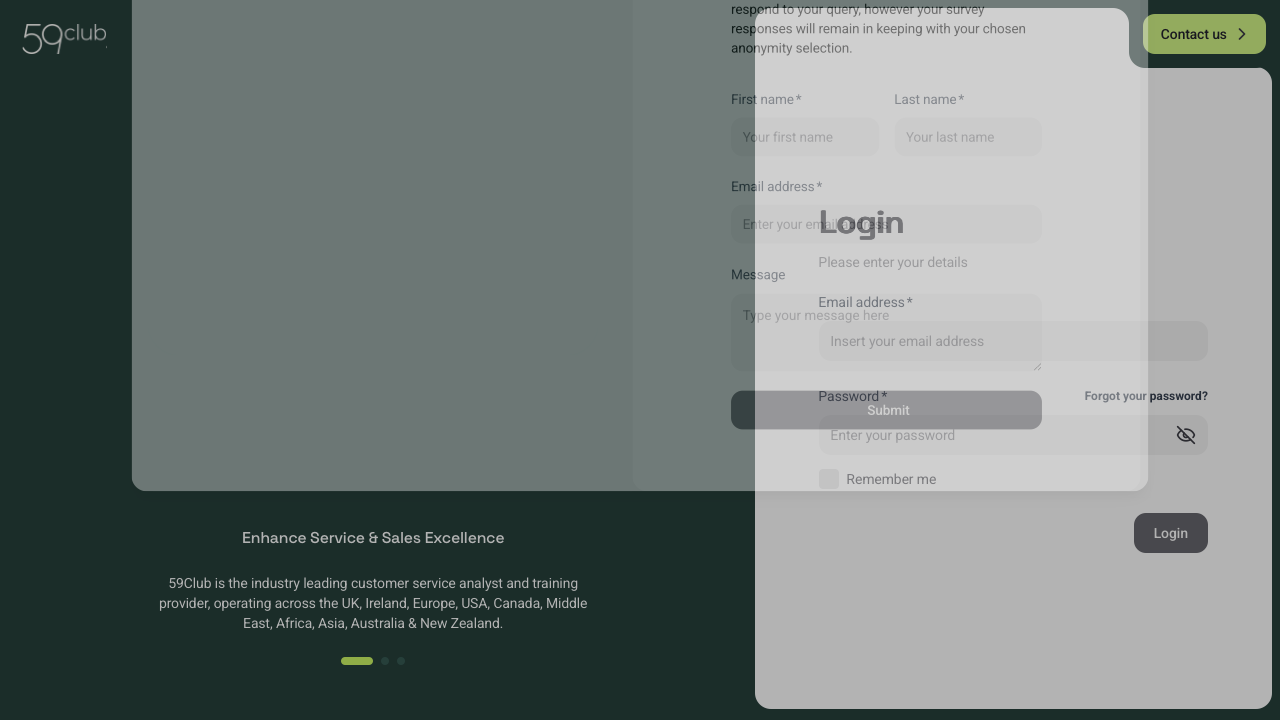 59club
Contact us
respond to your query, however your survey
responses will remain in keeping with your chosen
anonymity selection.
First name*
Last name*
Your first name
Your last name
Email address*
Enter your email address
Message
Type your message here
Submit
Login
Please enter your details
Email address*
Insert your email address
Password*
Forgot your password?
Enter your password
Remember me
Login
Enhance Service & Sales Excellence
59Club is the industry leading customer service analyst and training
provider, operating across the UK, Ireland, Europe, USA, Canada, Middle
East, Africa, Asia, Australia & New Zealand.